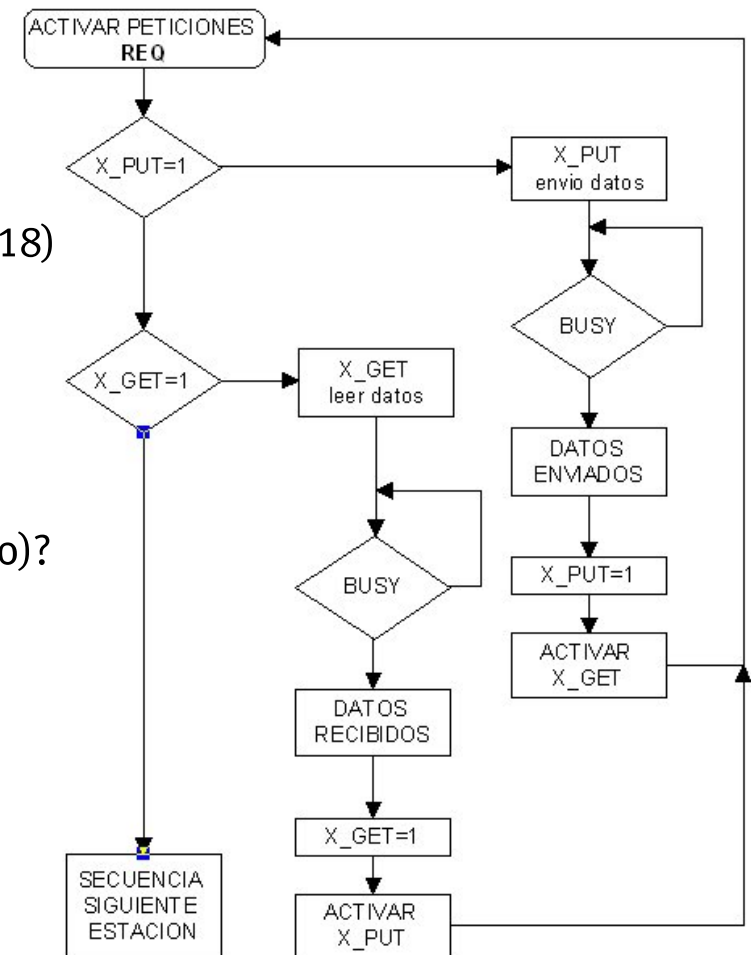 ACTIVAR PETICIONES
REQ
X_PUT=1
X_PUT
envio datos
18)
BUSY
X_GET=1
X_GET
leer datos
DATOS
ENVIADOS
o)?
BUSY
X_PUT=1
ACTIVAR
X_GET
DATOS
RECIBIDOS
X_GET=1
SECUENCIA
SIGUIENTE
ESTACION
ACTIVAR
X_PUT